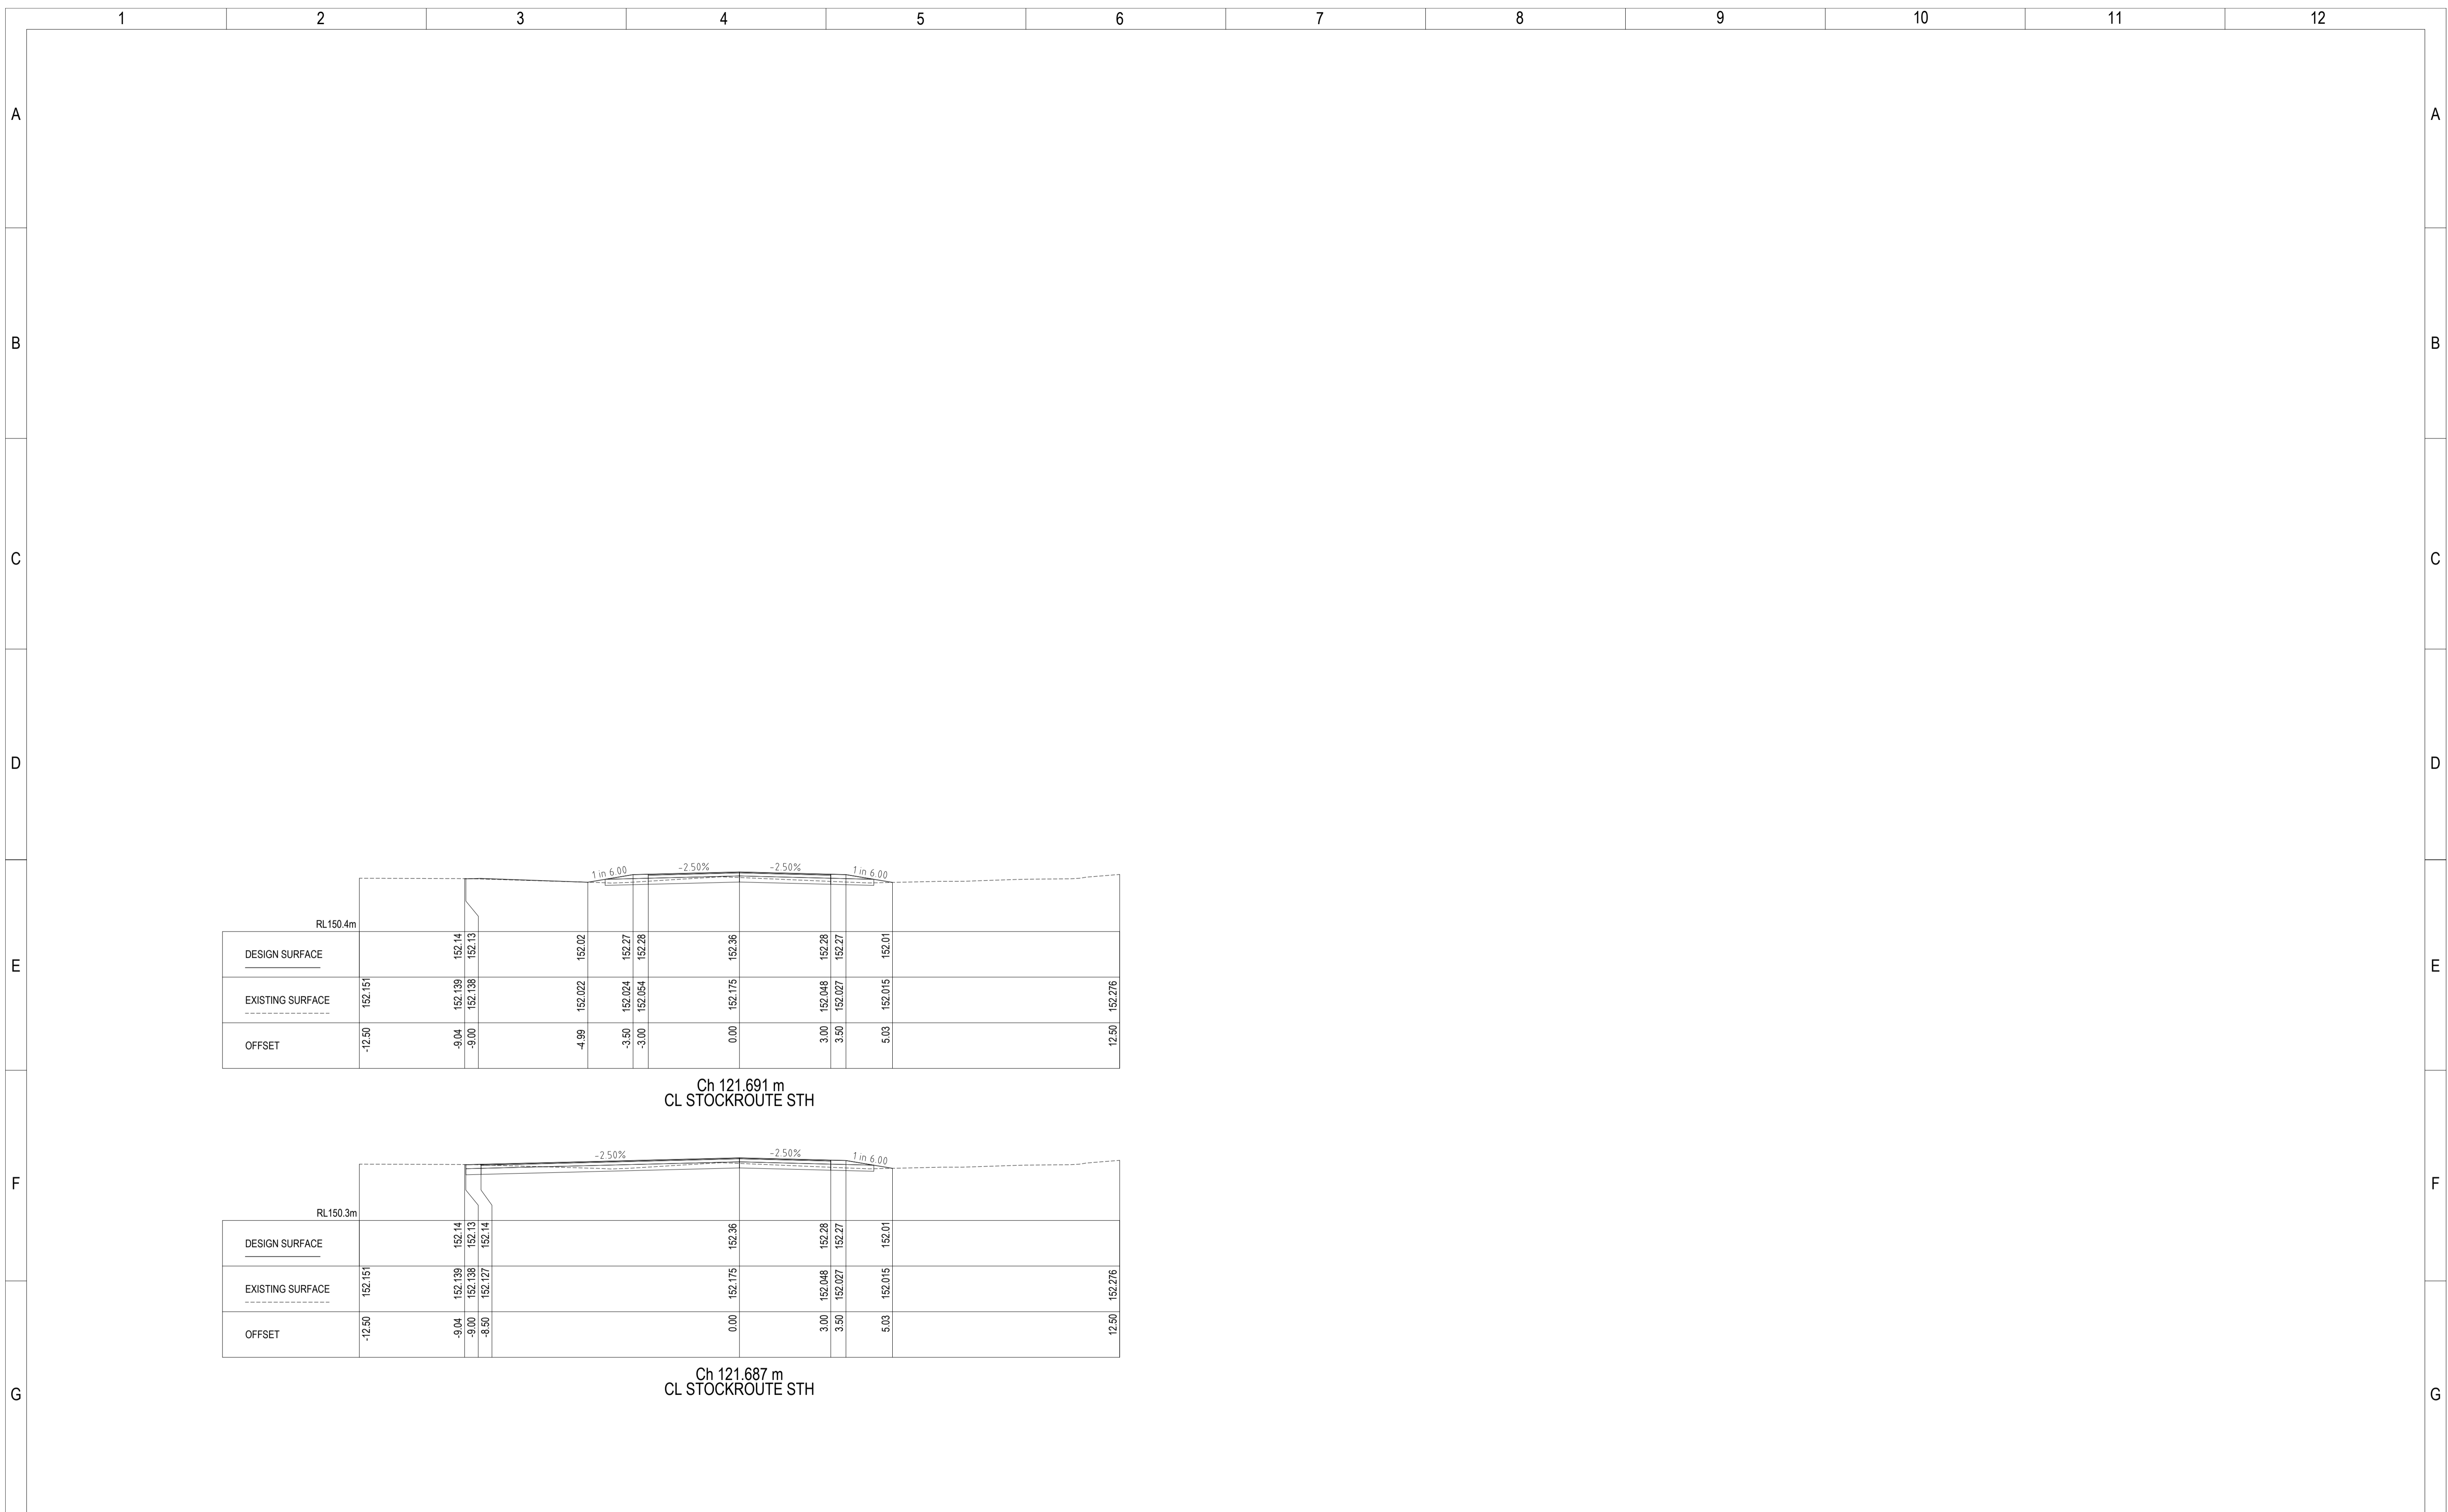 1 2 3 4 5 6 7 8 9 10 11 12
A A
B B
C C
D D
E E
1 in 6.00 -2.50% -2.50% 1 in 6.00
RL150.4m
DESIGN SURFACE 152.14 152.13 152.02 152.27 152.28 152.36 152.28 152.27 152.01
EXISTING SURFACE 152.151 152.139 152.138 152.022 152.024 152.054 152.175 152.048 152.027 152.015 152.276
OFFSET -12.50 -9.04 -9.00 -4.99 -3.50 -3.00 0.00 3.00 3.50 5.03 12.50
Ch 121.691 m
CL STOCKROUTE STH
F F
-2.50% -2.50% 1 in 6.00
RL150.3m
DESIGN SURFACE 152.14 152.13 152.14 152.36 152.28 152.27 152.01
EXISTING SURFACE 152.151 152.139 152.138 152.127 152.175 152.048 152.027 152.015 152.276
OFFSET -12.50 -9.04 -9.00 -8.50 0.00 3.00 3.50 5.03 12.50
Ch 121.687 m
CL STOCKROUTE STH
G G